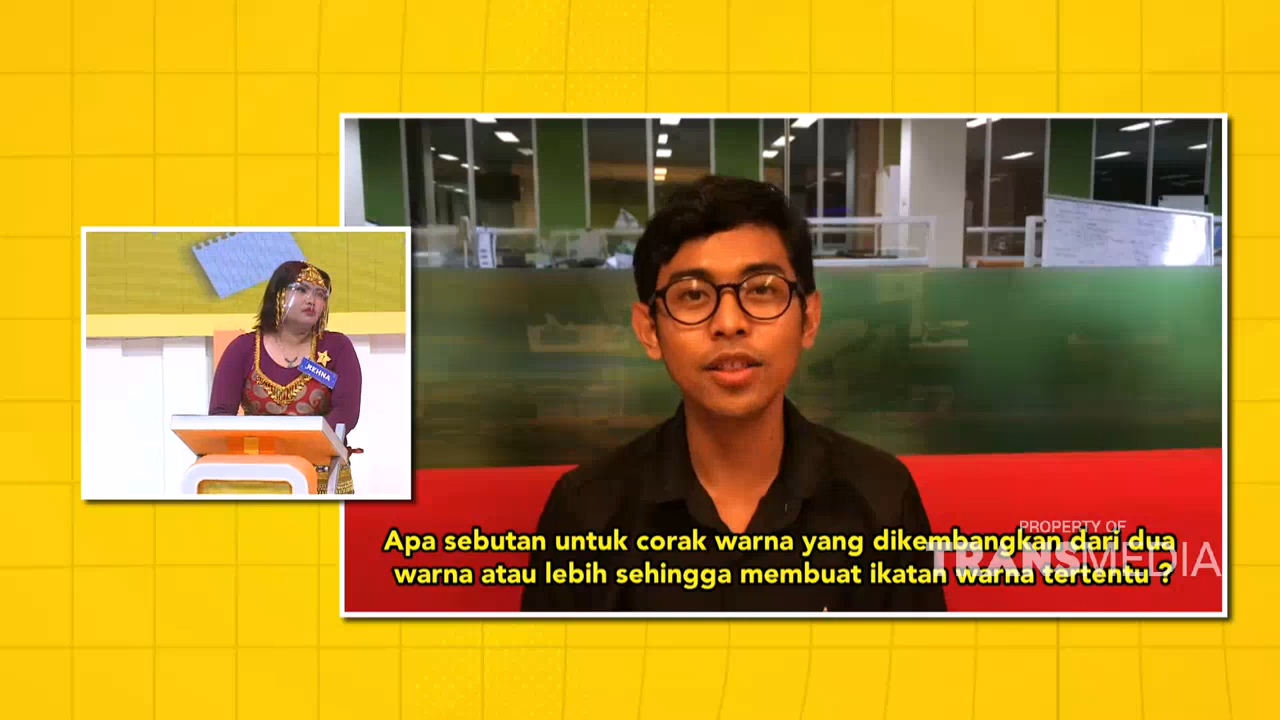 REHNA
PROPERTY OF
TRANSMEDIA
Apa sebutan untuk corak warna yang dikembangkan dari dua
warna atau lebih sehingga membuat ikatan warna tertentu ?